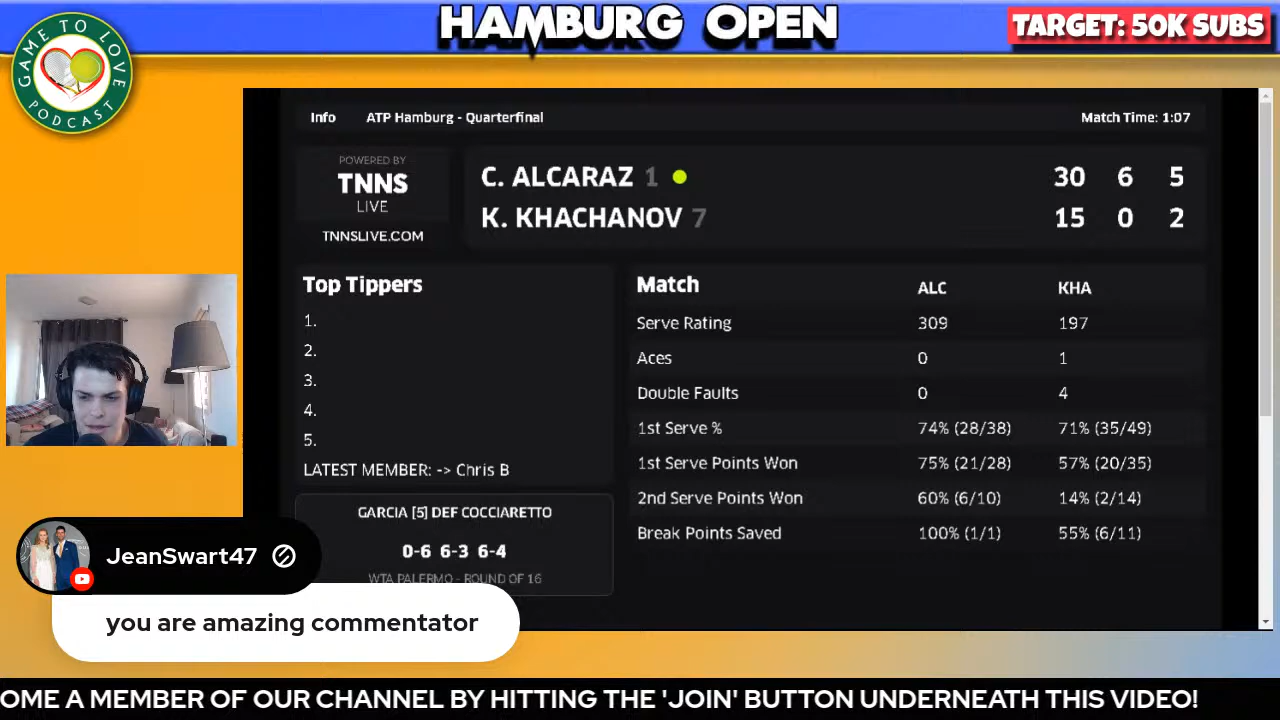 HAMBURG OPEN
TARGET: 50K SUBS
GAME TO LOVE
PODCAST
Info ATP Hamburg - Quarterfinal Match Time: 1:07
POWERED BY
TNNS
LIVE
TNNSLIVE.COM
C. ALCARAZ 1 30 6 5
K. KHACHANOV 7 15 0 2
Top Tippers
1.
2.
3.
4.
5.
LATEST MEMBER: -> Chris B
GARCIA [5] DEF COCCIARETTO
0-6 6-3 6-4
WTA PALERMO - ROUND OF 16
Match ALC KHA
Serve Rating 309 197
Aces 0 1
Double Faults 0 4
1st Serve % 74% (28/38) 71% (35/49)
1st Serve Points Won 75% (21/28) 57% (20/35)
2nd Serve Points Won 60% (6/10) 14% (2/14)
Break Points Saved 100% (1/1) 55% (6/11)
JeanSwart47
you are amazing commentator
OME A MEMBER OF OUR CHANNEL BY HITTING THE 'JOIN' BUTTON UNDERNEATH THIS VIDEO!